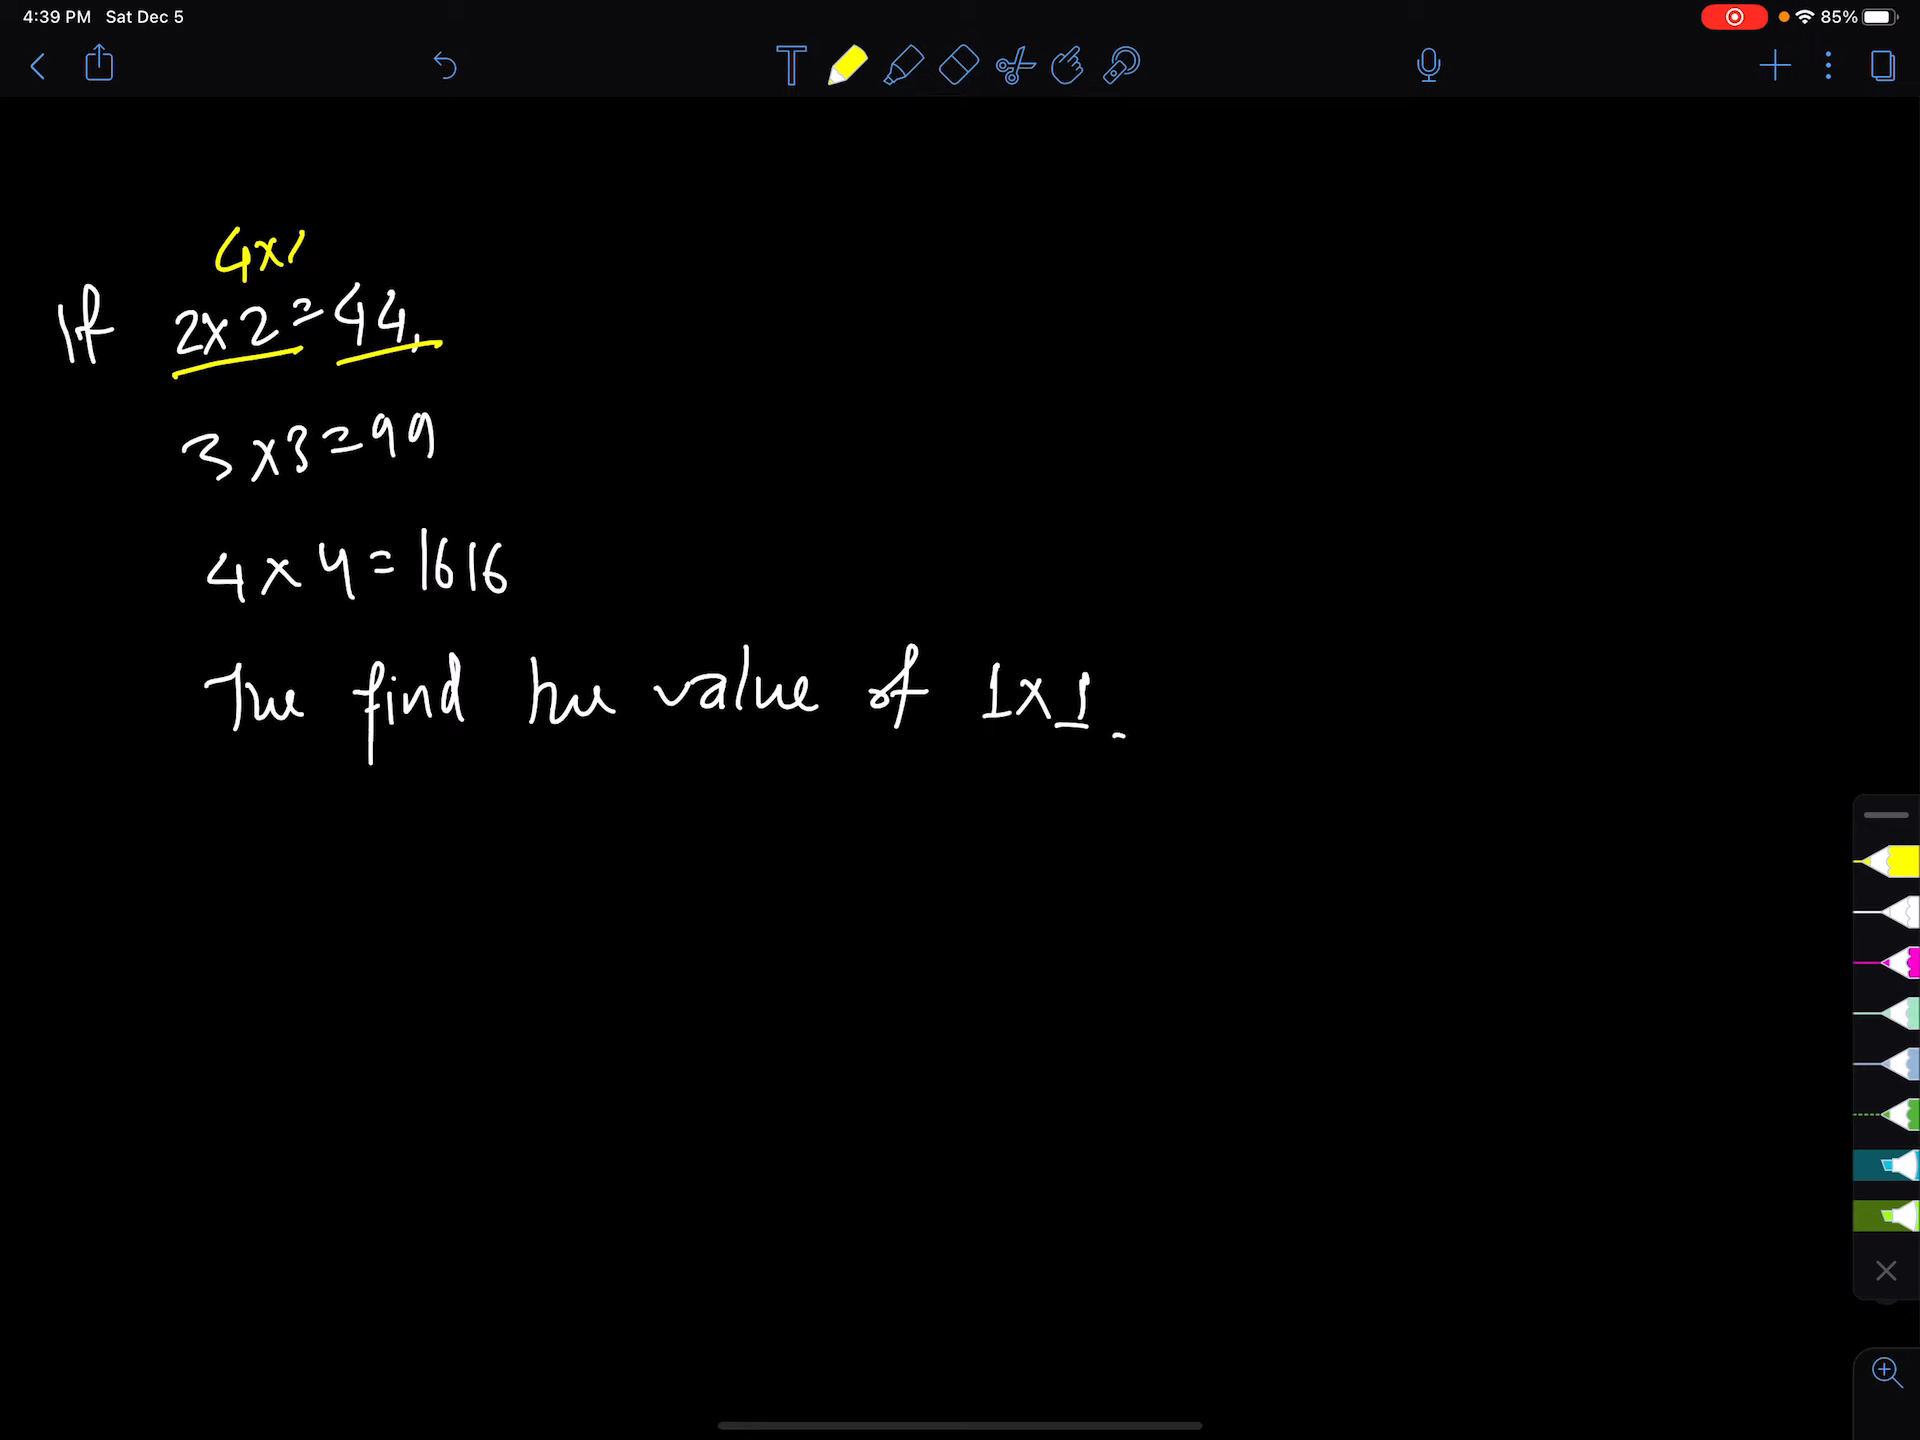 4:39 PM Sat Dec 5
85%
T
4x1
If 2x2=44,
3x3=99
4x4=1616
The find the value of 1x1.